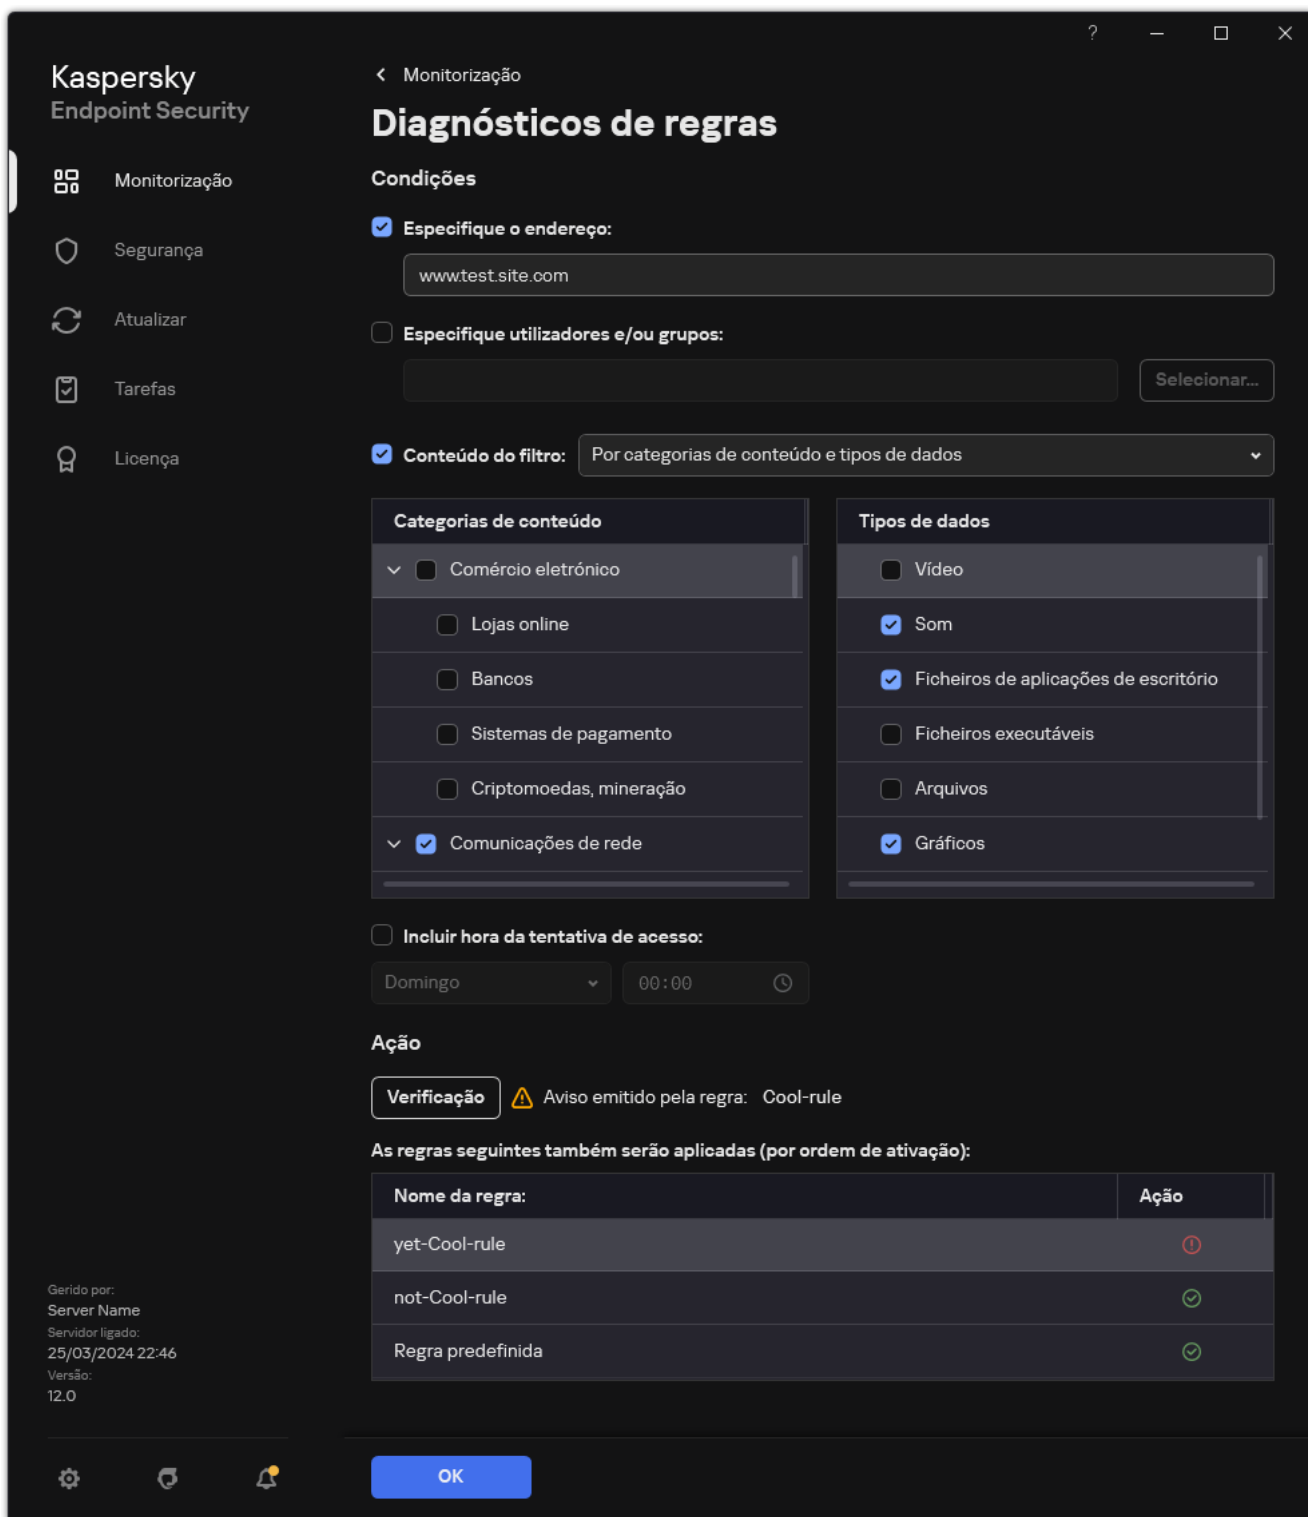 ?
Kaspersky
Endpoint Security
Monitorização
Segurança
Atualizar
Tarefas
Licença
Gerido por:
Server Name
Servidor ligado:
25/03/2024 22:46
Versão:
12.0
Monitorização
Diagnósticos de regras
Condições
Especifique o endereço:
www.test.site.com
Especifique utilizadores e/ou grupos:
Selecionar...
Conteúdo do filtro: Por categorias de conteúdo e tipos de dados
Categorias de conteúdo
Comércio eletrónico
Lojas online
Bancos
Sistemas de pagamento
Criptomoedas, mineração
Comunicações de rede
Tipos de dados
Vídeo
Som
Ficheiros de aplicações de escritório
Ficheiros executáveis
Arquivos
Gráficos
Incluir hora da tentativa de acesso:
Domingo 00:00
Ação
Verificação Aviso emitido pela regra: Cool-rule
As regras seguintes também serão aplicadas (por ordem de ativação):
Nome da regra: Ação
yet-Cool-rule
not-Cool-rule
Regra predefinida
OK